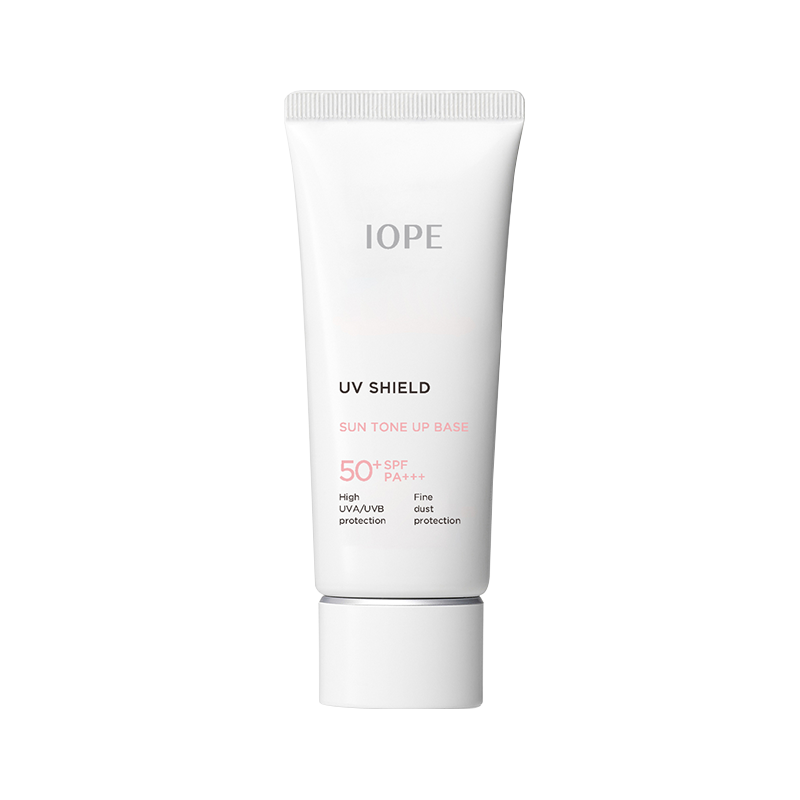 IOPE
UV SHIELD
SUN TONE UP BASE
50+ SPF
PA+++
High
UVA/UVB
protection
Fine
dust
protection